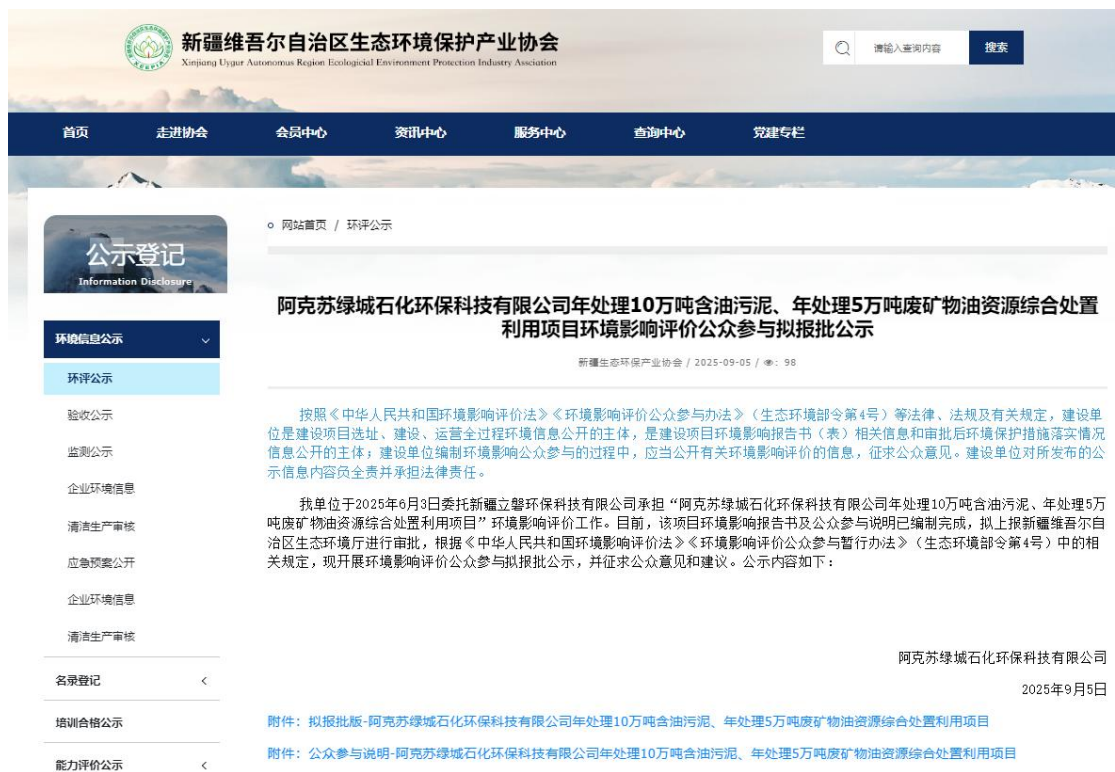 新疆维吾尔自治区生态环境保护产业协会
Xinjiang Uygur Autonomus Region Ecologicial Environment Protection Industry Assciation
请输入查询内容
搜索
首页
走进协会
会员中心
资讯中心
服务中心
查询中心
党建专栏
公示登记
Information Disclosure
网站首页 / 环评公示
环境信息公示
环评公示
验收公示
监测公示
企业环境信息
清洁生产审核
应急预案公开
企业环境信息
清洁生产审核
名录登记
培训合格公示
能力评价公示
阿克苏绿城石化环保科技有限公司年处理10万吨含油污泥、年处理5万吨废矿物油资源综合处置
利用项目环境影响评价公众参与拟报批公示
新疆生态环保产业协会 / 2025-09-05 / : 98
按照《中华人民共和国环境影响评价法》《环境影响评价公众参与办法》（生态环境部令第4号）等法律、法规及有关规定，建设单
位是建设项目选址、建设、运营全过程环境信息公开的主体，是建设项目环境影响报告书（表）相关信息和审批后环境保护措施落实情况
信息公开的主体；建设单位编制环境影响公众参与的过程中，应当公开有关环境影响评价的信息，征求公众意见。建设单位对所发布的公
示信息内容负全责并承担法律责任。
我单位于2025年6月3日委托新疆立磐环保科技有限公司承担“阿克苏绿城石化环保科技有限公司年处理10万吨含油污泥、年处理5万
吨废矿物油资源综合处置利用项目”环境影响评价工作。目前，该项目环境影响报告书及公众参与说明已编制完成，拟上报新疆维吾尔自
治区生态环境厅进行审批，根据《中华人民共和国环境影响评价法》《环境影响评价公众参与暂行办法》（生态环境部令第4号）中的相
关规定，现开展环境影响评价公众参与拟报批公示，并征求公众意见和建议。公示内容如下：
阿克苏绿城石化环保科技有限公司
2025年9月5日
附件：拟报批版-阿克苏绿城石化环保科技有限公司年处理10万吨含油污泥、年处理5万吨废矿物油资源综合处置利用项目
附件：公众参与说明-阿克苏绿城石化环保科技有限公司年处理10万吨含油污泥、年处理5万吨废矿物油资源综合处置利用项目